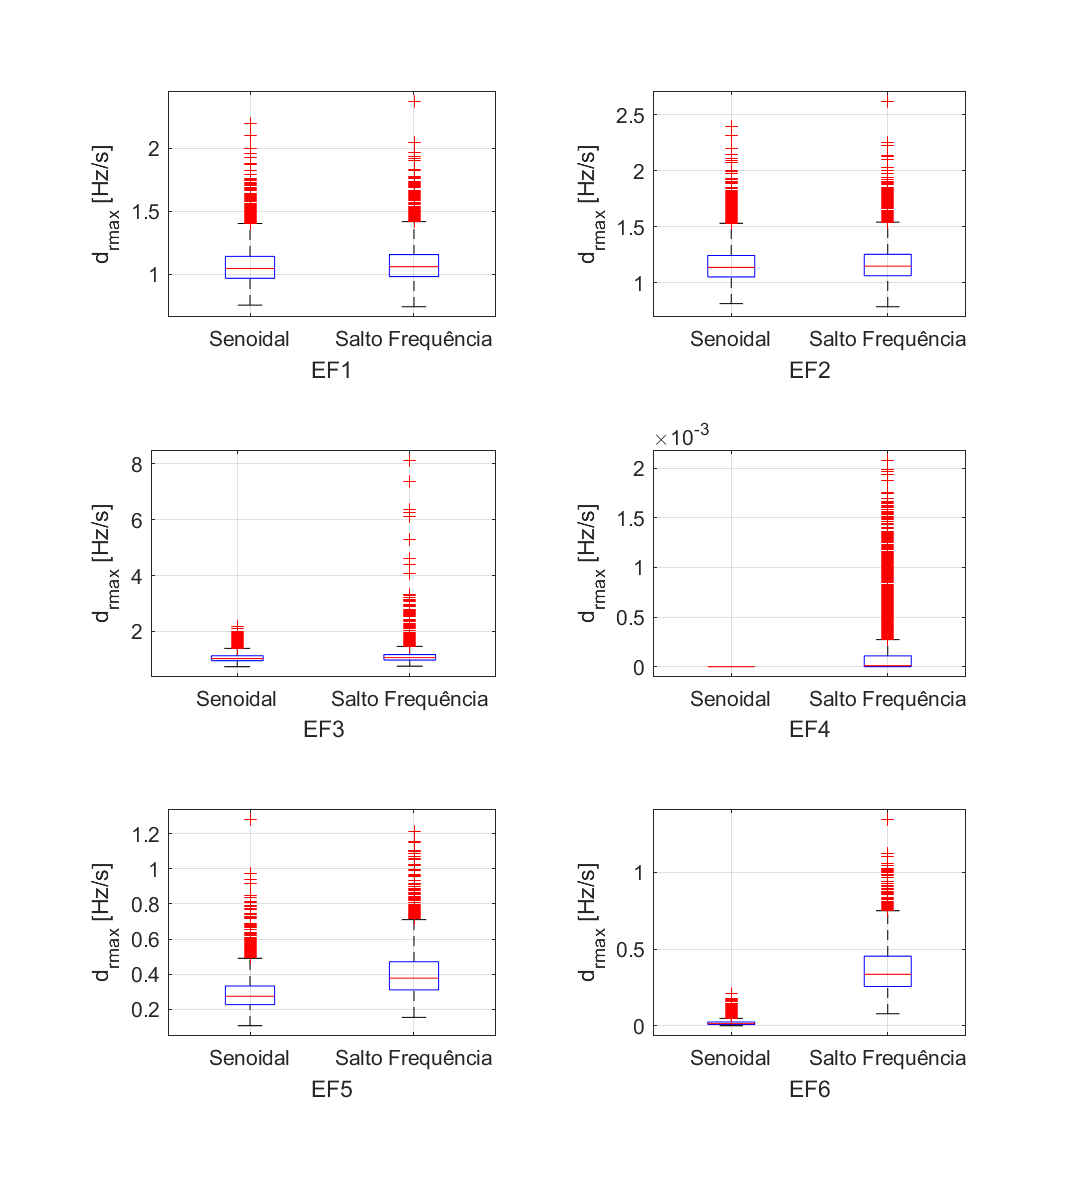 d_rmax [Hz/s]
2
1.5
1
Senoidal Salto Frequência
EF1
d_rmax [Hz/s]
2.5
2
1.5
1
Senoidal Salto Frequência
EF2
d_rmax [Hz/s]
8
6
4
2
Senoidal Salto Frequência
EF3
×10^-3
d_rmax [Hz/s]
2
1.5
1
0.5
0
Senoidal Salto Frequência
EF4
d_rmax [Hz/s]
1.2
1
0.8
0.6
0.4
0.2
Senoidal Salto Frequência
EF5
d_rmax [Hz/s]
1
0.5
0
Senoidal Salto Frequência
EF6